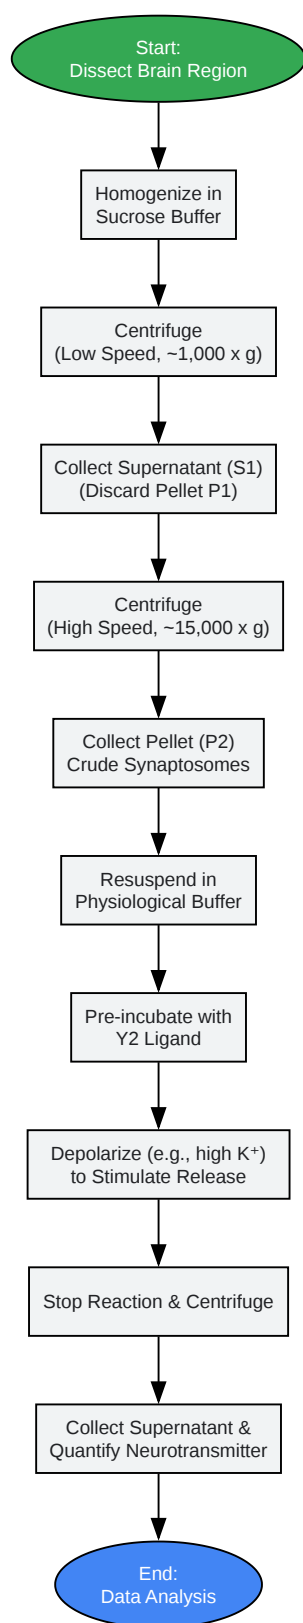 Start:
Dissect Brain Region
Homogenize in
Sucrose Buffer
Centrifuge
(Low Speed, ~1,000 x g)
Collect Supernatant (S1)
(Discard Pellet P1)
Centrifuge
(High Speed, ~15,000 x g)
Collect Pellet (P2)
Crude Synaptosomes
Resuspend in
Physiological Buffer
Pre-incubate with
Y2 Ligand
Depolarize (e.g., high K⁺)
to Stimulate Release
Stop Reaction & Centrifuge
Collect Supernatant &
Quantify Neurotransmitter
End:
Data Analysis